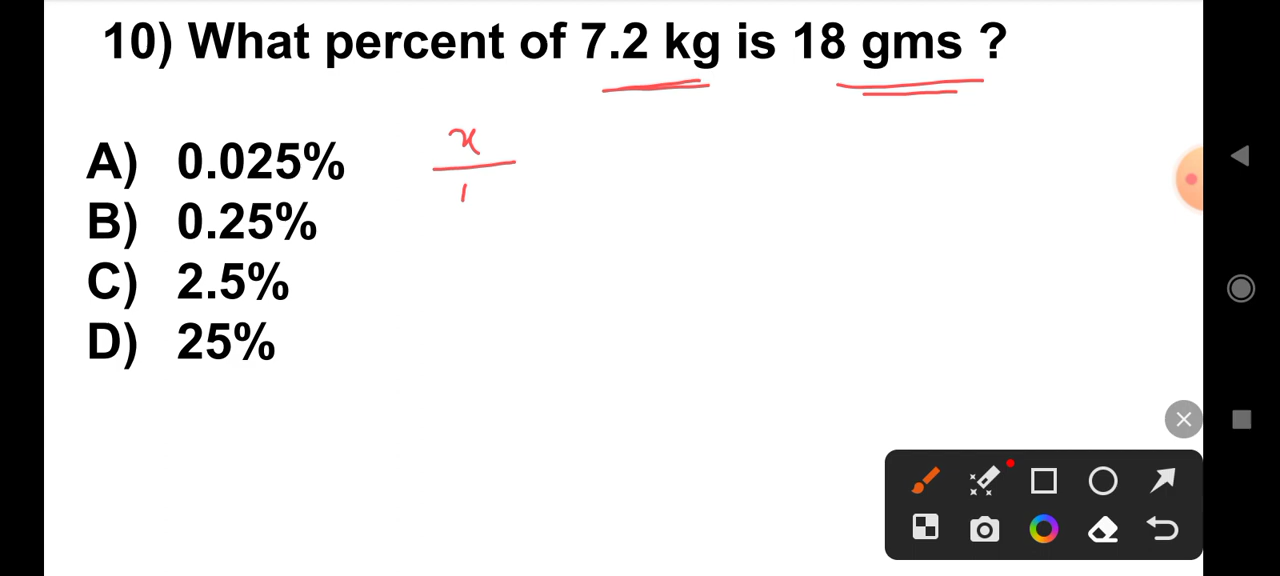 10) What percent of 7.2 kg is 18 gms ?
A) 0.025%
x
1
B) 0.25%
C) 2.5%
D) 25%